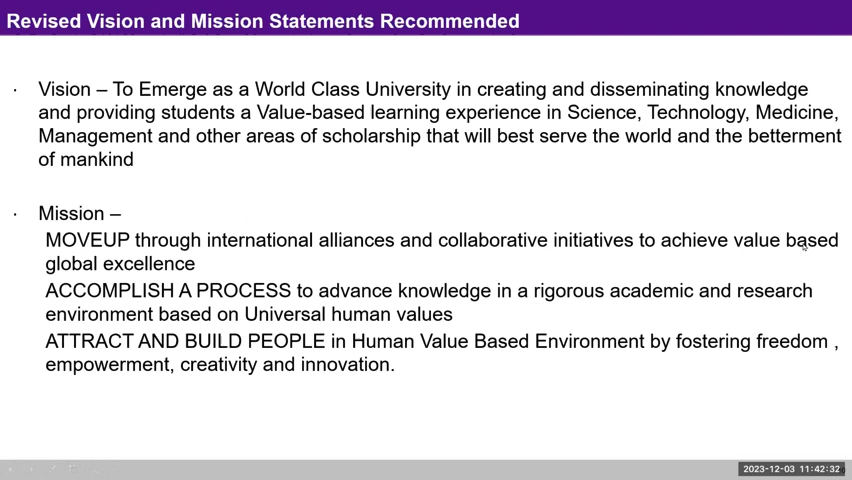 Revised Vision and Mission Statements Recommended
· Vision – To Emerge as a World Class University in creating and disseminating knowledge
and providing students a Value-based learning experience in Science, Technology, Medicine,
Management and other areas of scholarship that will best serve the world and the betterment
of mankind
· Mission –
MOVEUP through international alliances and collaborative initiatives to achieve value based
global excellence
ACCOMPLISH A PROCESS to advance knowledge in a rigorous academic and research
environment based on Universal human values
ATTRACT AND BUILD PEOPLE in Human Value Based Environment by fostering freedom ,
empowerment, creativity and innovation.
2023-12-03 11:42:32